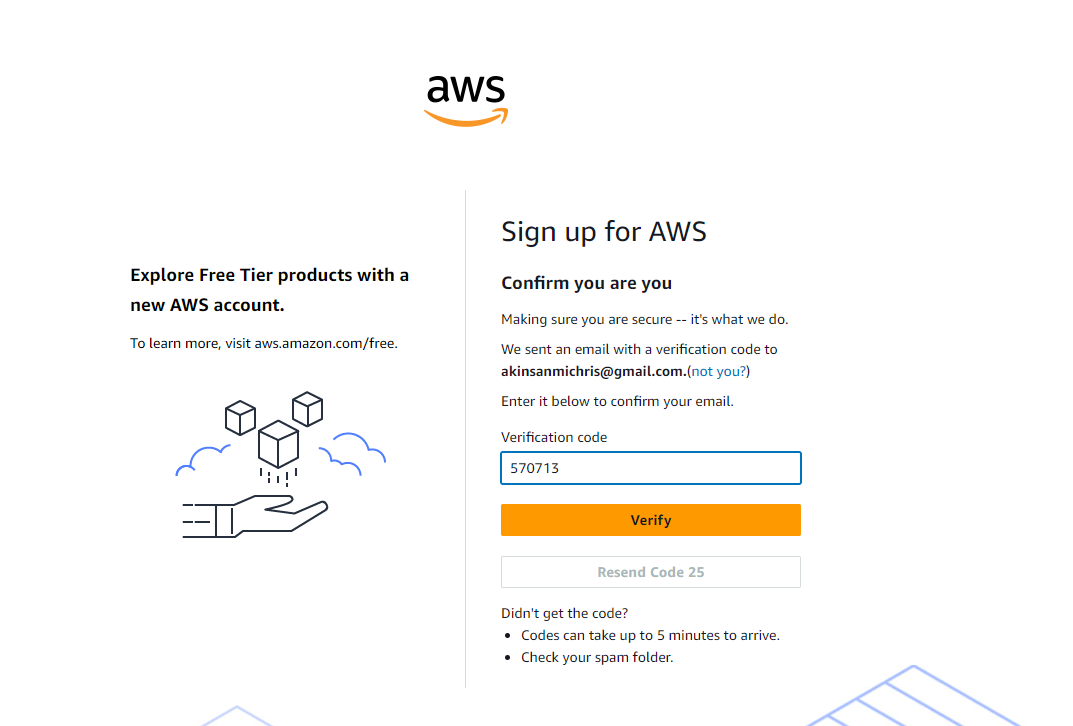 aws
Explore Free Tier products with a
new AWS account.
To learn more, visit aws.amazon.com/free.
Sign up for AWS
Confirm you are you
Making sure you are secure -- it's what we do.
We sent an email with a verification code to
akinsanmichris@gmail.com.(not you?)
Enter it below to confirm your email.
Verification code
570713
Verify
Resend Code 25
Didn't get the code?
• Codes can take up to 5 minutes to arrive.
• Check your spam folder.